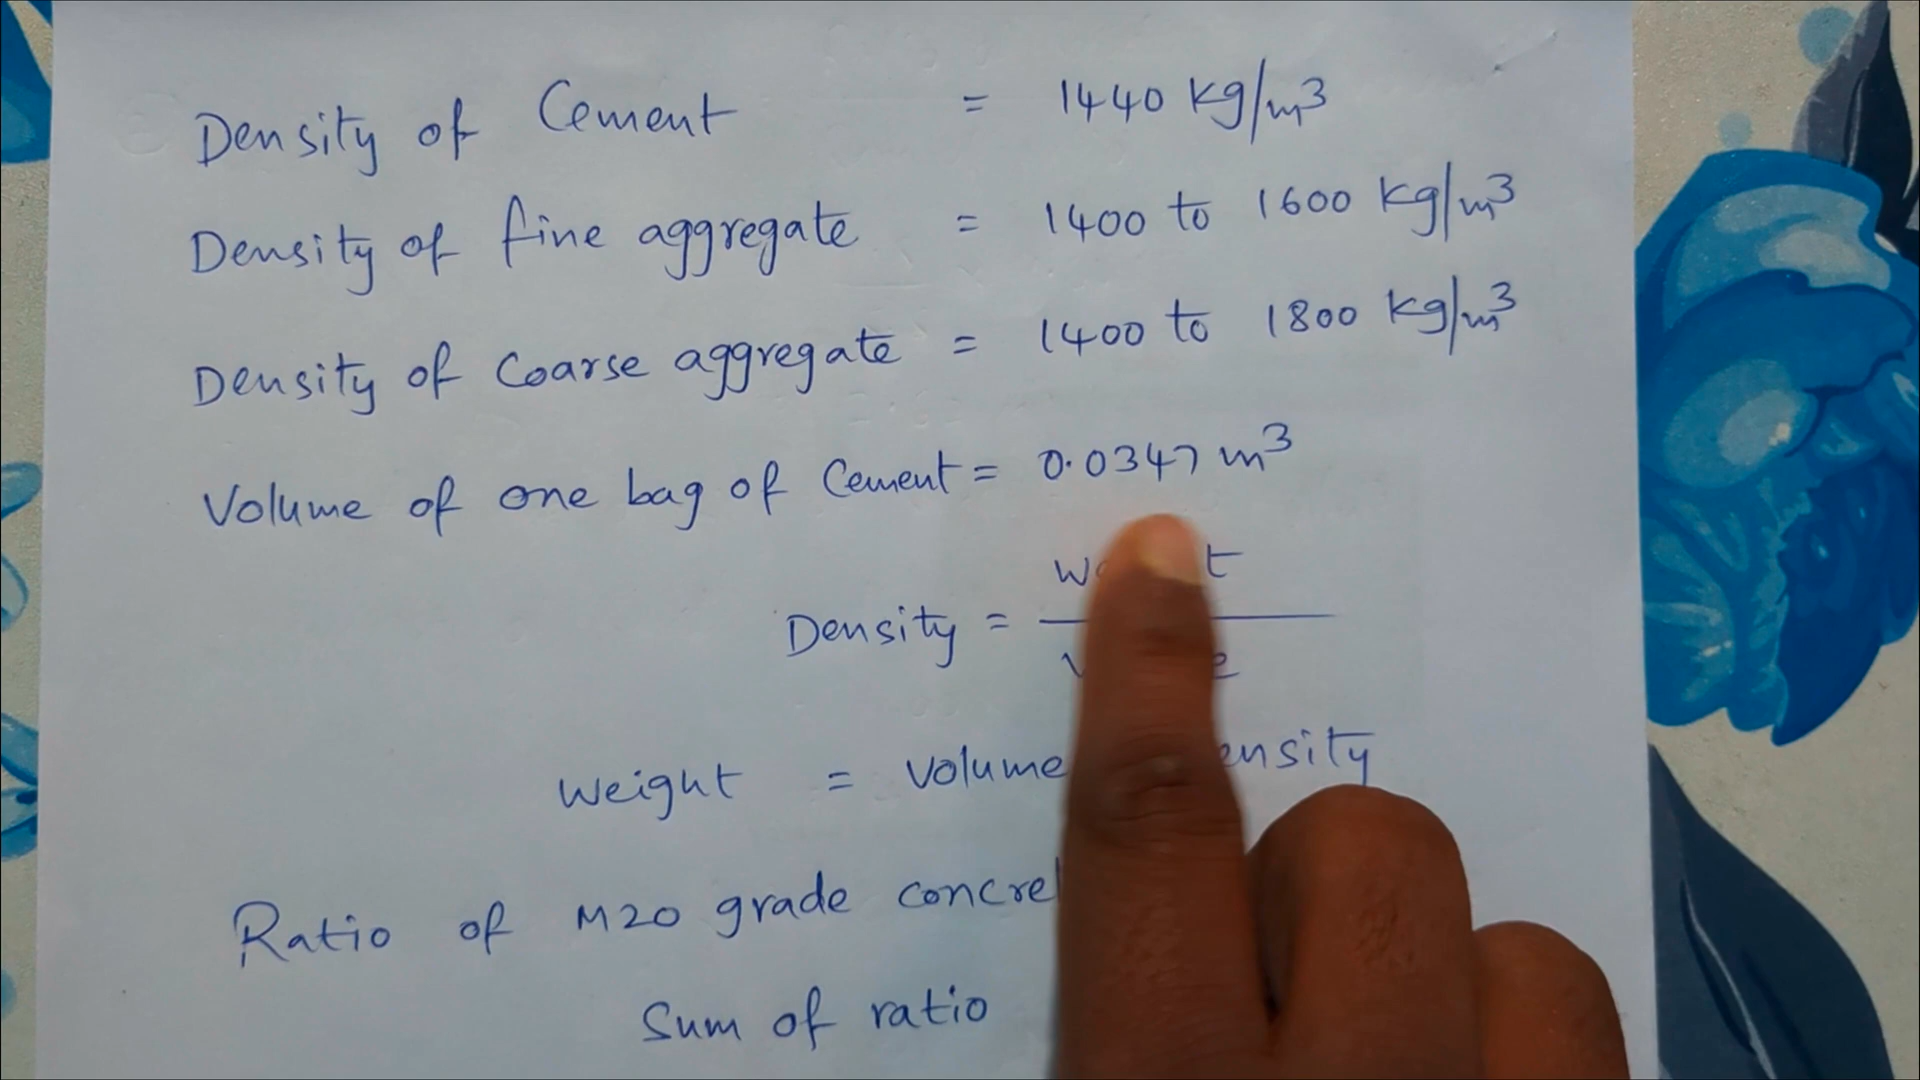 Density of Cement = 1440 kg/m³
Density of fine aggregate = 1400 to 1600 kg/m³
Density of Coarse aggregate = 1400 to 1800 kg/m³
Volume of one bag of Cement = 0.0347 m³
Density =
Weight = Volume
Ratio of M20 grade
Sum of ratio